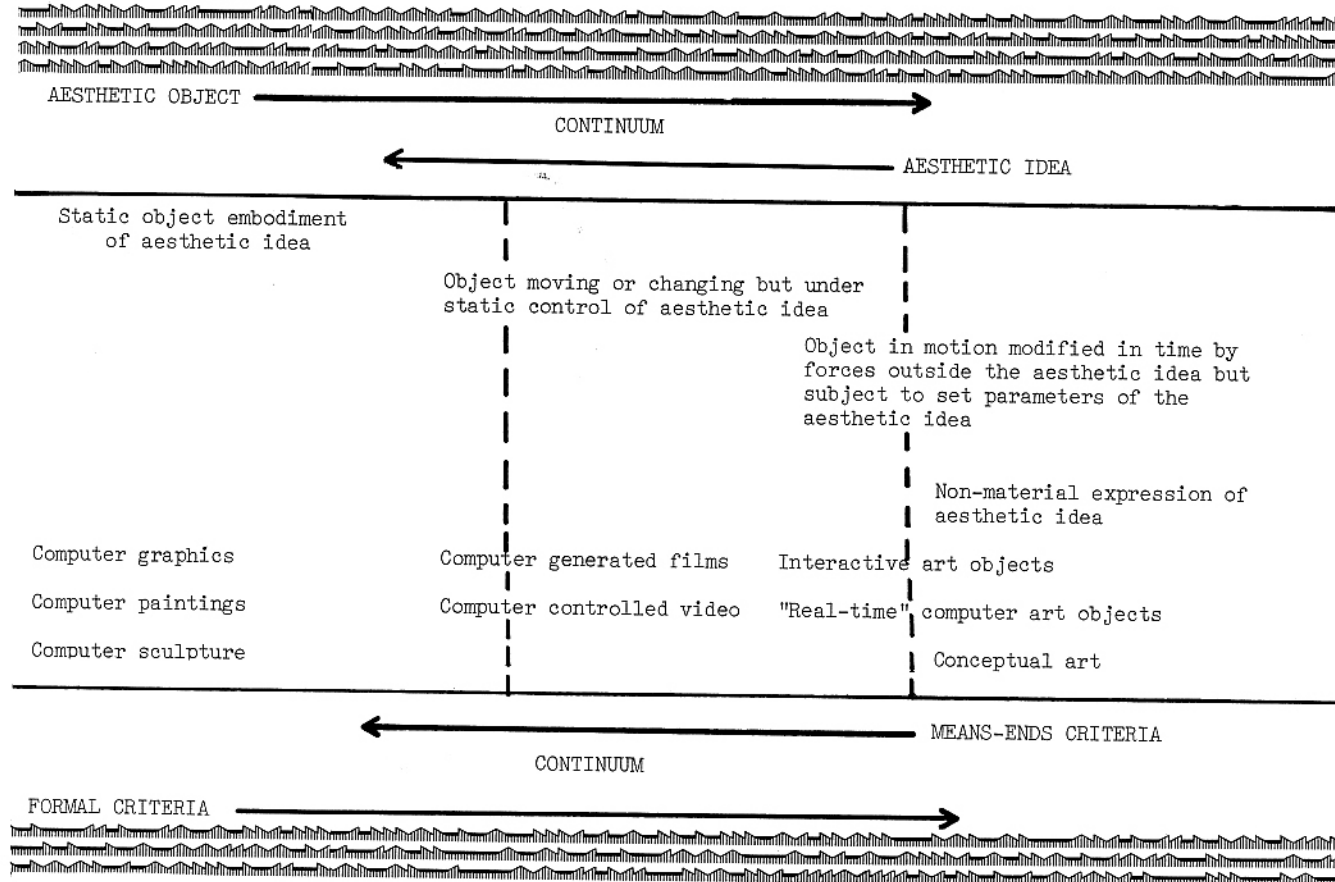 AESTHETIC OBJECT
CONTINUUM
AESTHETIC IDEA
Static object embodiment
of aesthetic idea
Object moving or changing but under
static control of aesthetic idea
Object in motion modified in time by
forces outside the aesthetic idea but
subject to set parameters of the
aesthetic idea
Non-material expression of
aesthetic idea
Computer graphics
Computer generated films
Interactive art objects
Computer paintings
Computer controlled video
"Real-time" computer art objects
Computer sculpture
Conceptual art
MEANS-ENDS CRITERIA
CONTINUUM
FORMAL CRITERIA